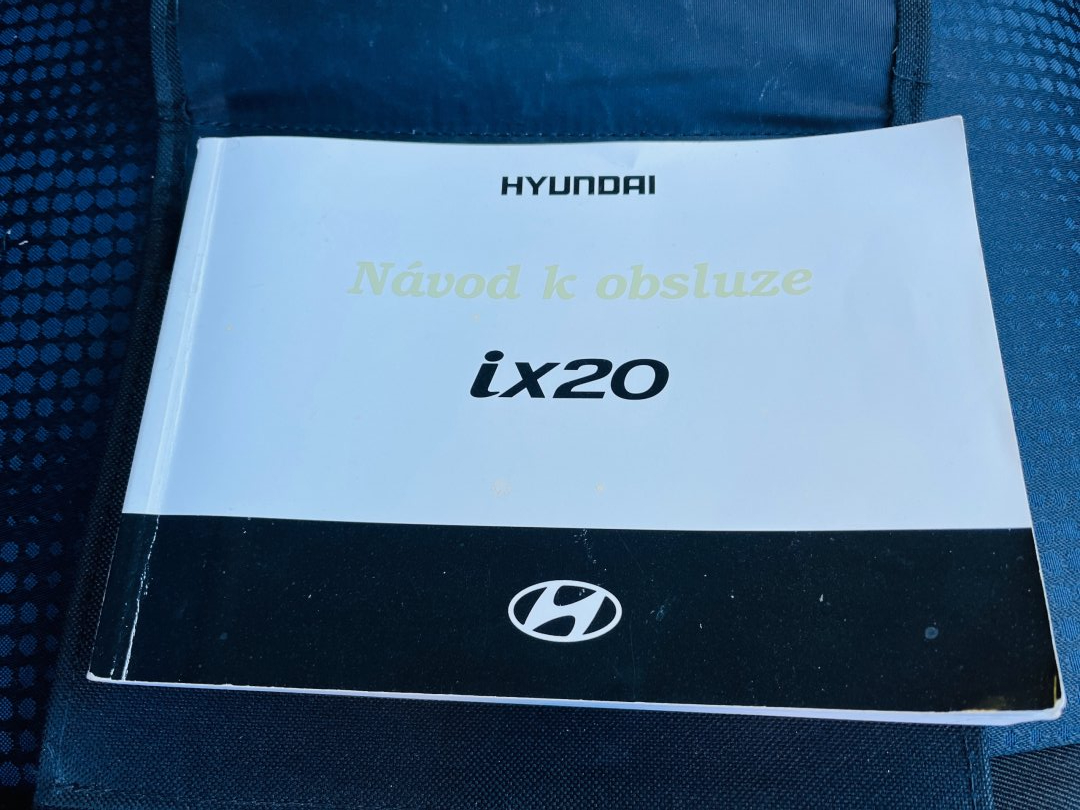 HYUNDAI
Návod k obsluze
ix20